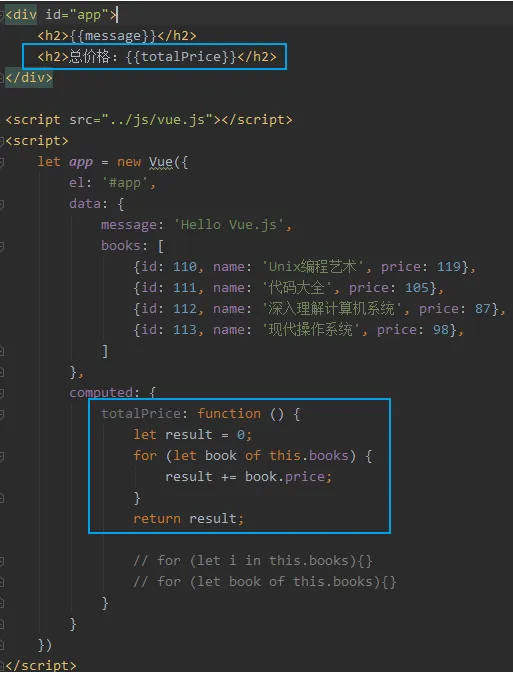 <div id="app">
<h2>{{message}}</h2>
<h2>总价格：{{totalPrice}}</h2>
</div>
<script src="../js/vue.js"></script>
<script>
let app = new Vue({
el: '#app',
data: {
message: 'Hello Vue.js',
books: [
{id: 110, name: 'Unix编程艺术', price: 119},
{id: 111, name: '代码大全', price: 105},
{id: 112, name: '深入理解计算机系统', price: 87},
{id: 113, name: '现代操作系统', price: 98},
]
},
computed: {
totalPrice: function () {
let result = 0;
for (let book of this.books) {
result += book.price;
}
return result;
// for (let i in this.books){}
// for (let book of this.books){}
}
}
})
</script>